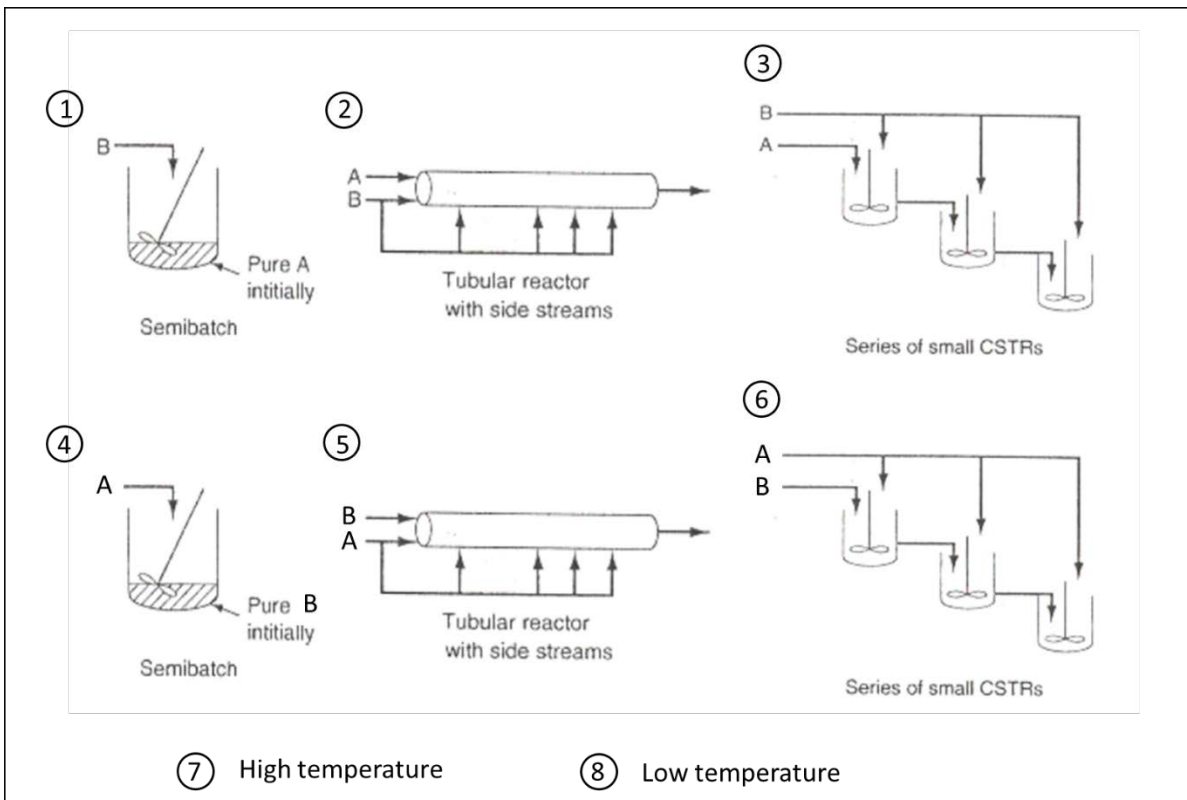 ①
B
Pure A
intitially
Semibatch
②
A
B
Tubular reactor
with side streams
③
B
A
Series of small CSTRs
④
A
Pure B
intitially
Semibatch
⑤
B
A
Tubular reactor
with side streams
⑥
A
B
Series of small CSTRs
⑦ High temperature
⑧ Low temperature